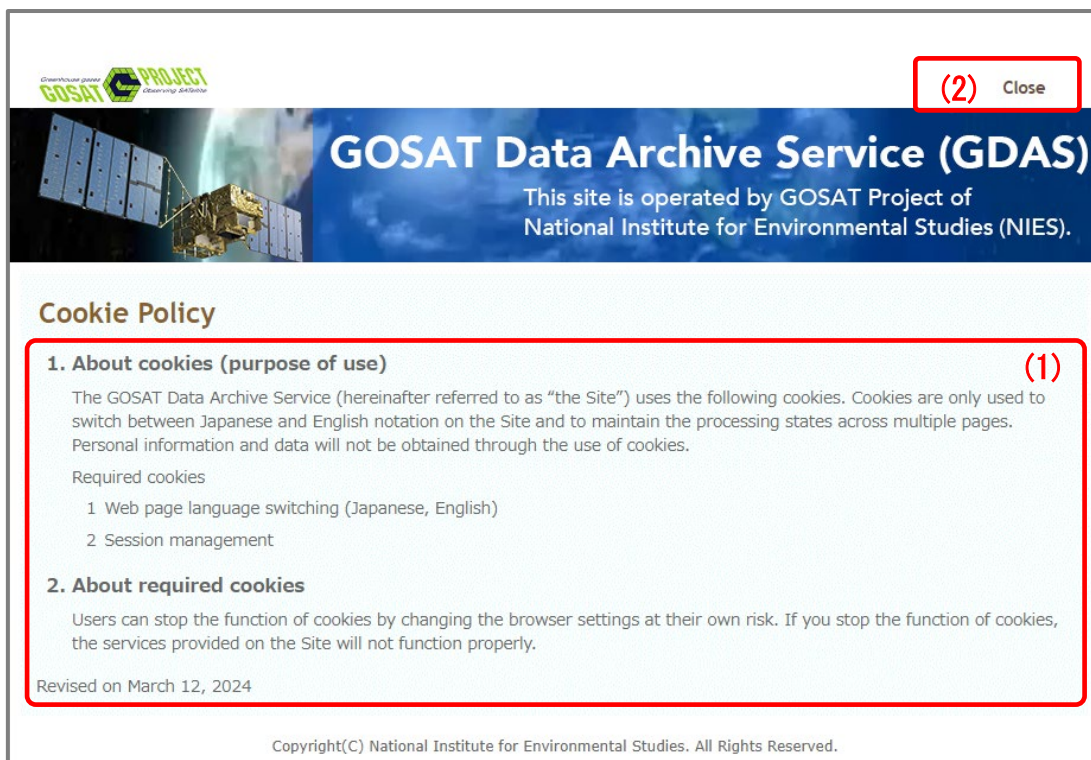 Greenhouse gases
GOSAT PROJECT
Observing SATellite
(2) Close
GOSAT Data Archive Service (GDAS)
This site is operated by GOSAT Project of
National Institute for Environmental Studies (NIES).
Cookie Policy
1. About cookies (purpose of use)
(1)
The GOSAT Data Archive Service (hereinafter referred to as “the Site”) uses the following cookies. Cookies are only used to
switch between Japanese and English notation on the Site and to maintain the processing states across multiple pages.
Personal information and data will not be obtained through the use of cookies.
Required cookies
1 Web page language switching (Japanese, English)
2 Session management
2. About required cookies
Users can stop the function of cookies by changing the browser settings at their own risk. If you stop the function of cookies,
the services provided on the Site will not function properly.
Revised on March 12, 2024
Copyright(C) National Institute for Environmental Studies. All Rights Reserved.